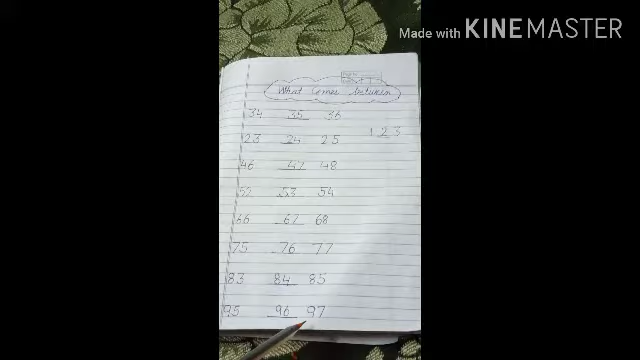 Made with KINEMASTER
What comes between
34 35 36
1 2 3
23 24 25
46 47 48
52 53 54
66 67 68
75 76 77
83 84 85
95 96 97